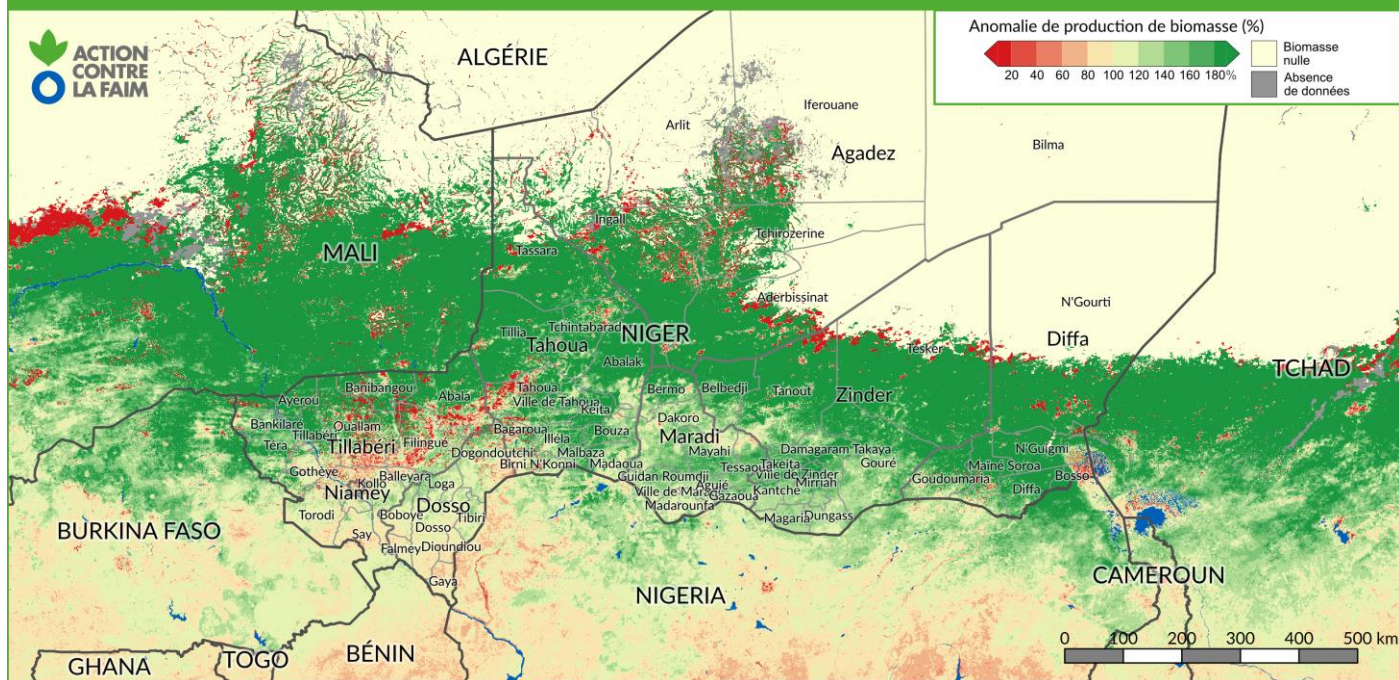 ACTION
CONTRE
LA FAIM
Anomalie de production de biomasse (%)
20 40 60 80 100 120 140 160 180%
Biomasse
nulle
Absence
de données
ALGÉRIE
Iferouane
Arlit
Bilma
Agadez
Ingall
Tchirozerine
MALI
Tassara
Aderbissinat
N'Gourti
Tchintabarad
Tillia
NIGER
Diffa
Tahoua
Tesker
Abalak
TCHAD
Banibangou
Tahoua
Bermo
Belbedji
Tanout
Zinder
Ayerou
Abala
Ville de Tahoua
Keïta
Bankilaré
Ouallam
Dakoro
Tillabéri
Bagaroua
Bouza
Maradi
Téra
Tillabéri
Filingué
Illéla
Mayahi
Damagaram Takaya
N'Guigmi
Dogondoutchi
Malbaza
Gouré
Birni N'Konni
Madaoua
Tessaoua
Takeita
Maïné Soroa
Gothèye
Balleyara
Guidan Roumdji
Ville de Zinder
Goudoumaria
Bosso
Kollo
Loga
Aguié
Mirriah
Niamey
Ville de Maradi
Gazaoua
Kantché
Diffa
Torodi
Boboye
Dosso
Tibiri
Madarounfa
Magaria
Dungass
BURKINA FASO
Say
Dosso
Falmey
Dioundiou
Gaya
CAMEROUN
NIGERIA
0 100 200 300 400 500 km
GHANA
TOGO
BÉNIN